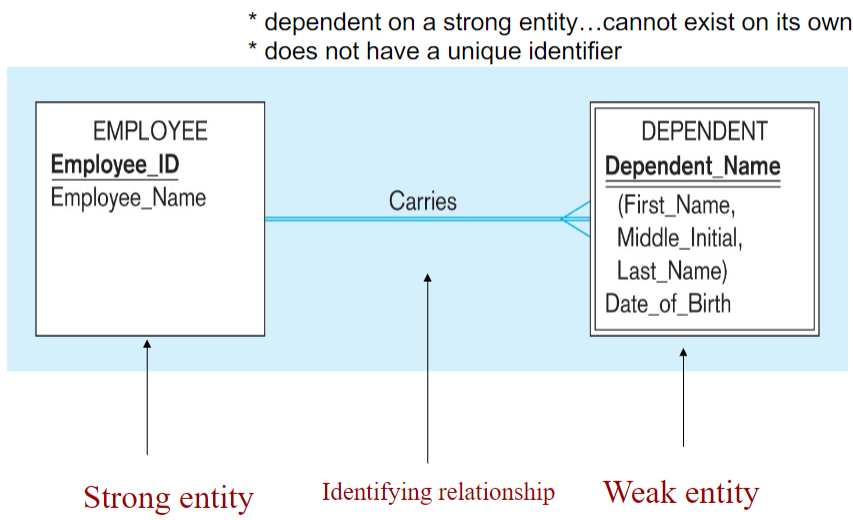 * dependent on a strong entity…cannot exist on its own
* does not have a unique identifier
EMPLOYEE
Employee_ID
Employee_Name
Carries
DEPENDENT
Dependent_Name
(First_Name,
Middle_Initial,
Last_Name)
Date_of_Birth
Strong entity
Identifying relationship
Weak entity